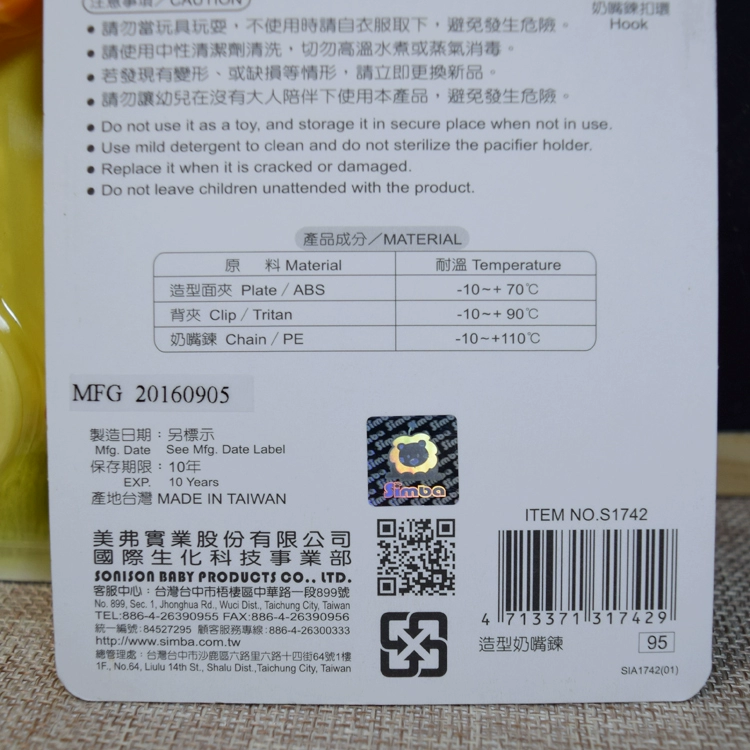 注意事項／CAUTION
奶嘴鍊扣環
Hook
• 請勿當玩具玩耍，不使用時請自衣服取下，避免發生危險。
• 請使用中性清潔劑清洗，切勿高溫水煮或蒸氣消毒。
• 若發現有變形、或缺損等情形，請立即更換新品。
• 請勿讓幼兒在沒有大人陪伴下使用本產品，避免發生危險。
• Do not use it as a toy, and storage it in secure place when not in use.
• Use mild detergent to clean and do not sterilize the pacifier holder.
• Replace it when it is cracked or damaged.
• Do not leave children unattended with the product.
產品成分／MATERIAL
原 料 Material 耐溫 Temperature
造型面夾 Plate / ABS -10~+ 70℃
背夾 Clip / Tritan -10~+ 90℃
奶嘴鍊 Chain / PE -10~+110℃
MFG 20160905
製造日期：另標示
Mfg. Date See Mfg. Date Label
保存期限：10年
EXP. 10 Years
產地台灣 MADE IN TAIWAN
Simba
美弗實業股份有限公司
國際生化科技事業部
SONISON BABY PRODUCTS CO., LTD.
客服中心：台灣台中市梧棲區中華路一段899號
No. 899, Sec. 1, Jhonghua Rd., Wuci Dist., Taichung City, Taiwan
TEL:886-4-26390955 FAX:886-4-26390956
統一編號:84527295 顧客服務專線:886-4-26300333
http://www.simba.com.tw
總管理處：台灣台中市沙鹿區六路里六路十四街64號1樓
1F., No.64, Liulu 14th St., Shalu Dist.,Taichung City,Taiwan
ITEM NO.S1742
4 713371 317429
造型奶嘴鍊 95
SIA1742(01)